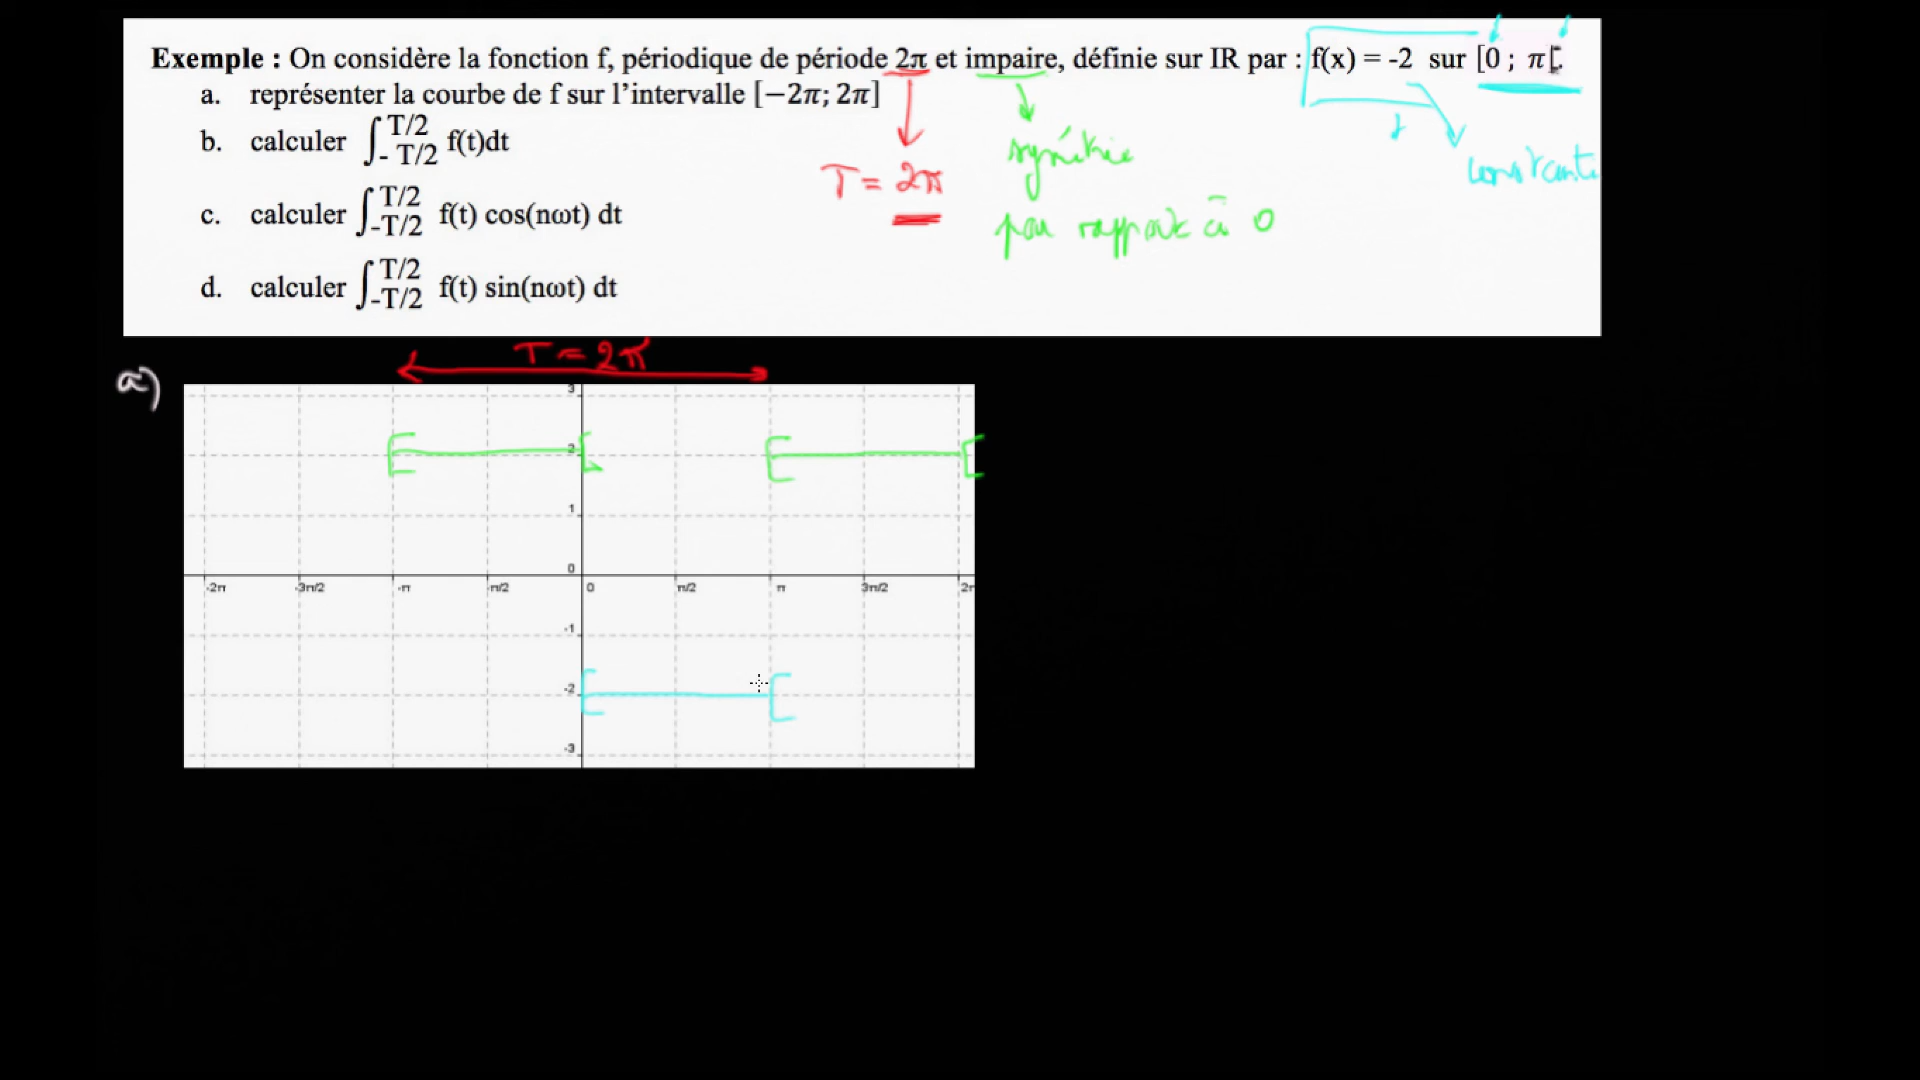 Exemple : On considère la fonction f, périodique de période 2π et impaire, définie sur IR par : f(x) = -2 sur [0 ; π[.
a. représenter la courbe de f sur l'intervalle [−2π; 2π]
b. calculer ∫ T/2 - T/2 f(t)dt
symétrie
constante
T = 2π
c. calculer ∫ T/2 -T/2 f(t) cos(nωt) dt
par rapport à 0
d. calculer ∫ T/2 -T/2 f(t) sin(nωt) dt
T = 2π
a)
3
2
1
0
-2π -3π/2 -π -π/2 0 π/2 π 3π/2 2π
-1
-2
-3